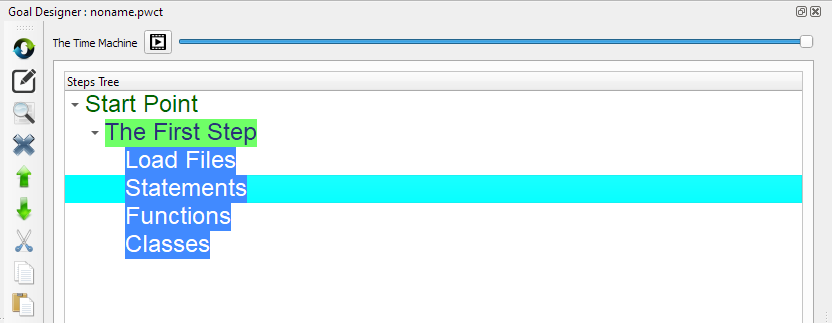 Goal Designer : noname.pwct
The Time Machine
Steps Tree
Start Point
The First Step
Load Files
Statements
Functions
Classes